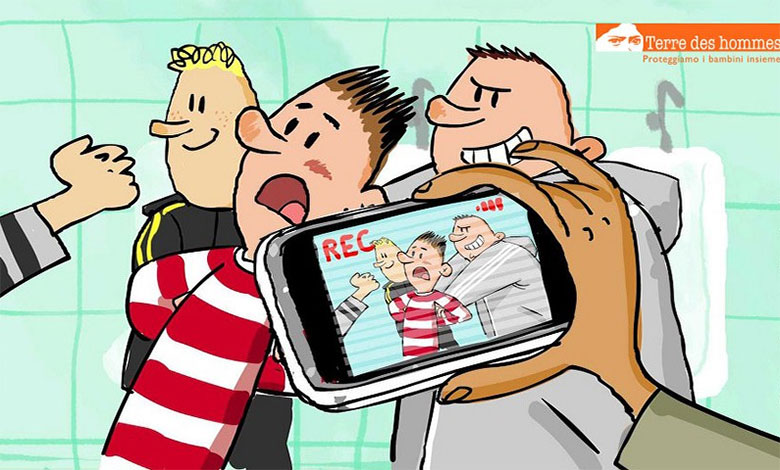 Terre des hommes
Proteggiamo i bambini insieme
REC